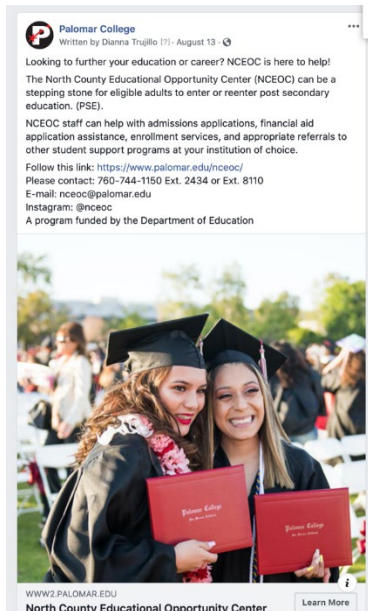 Palomar College
Written by Dianna Trujillo [?] · August 13 ·
Looking to further your education or career? NCEOC is here to help!
The North County Educational Opportunity Center (NCEOC) can be a
stepping stone for eligible adults to enter or reenter post secondary
education. (PSE).
NCEOC staff can help with admissions applications, financial aid
application assistance, enrollment services, and appropriate referrals to
other student support programs at your institution of choice.
Follow this link: https://www.palomar.edu/nceoc/
Please contact: 760-744-1150 Ext. 2434 or Ext. 8110
E-mail: nceoc@palomar.edu
Instagram: @nceoc
A program funded by the Department of Education
Palomar College
Palomar College
WWW2.PALOMAR.EDU
North County Educational Opportunity Center
Learn More